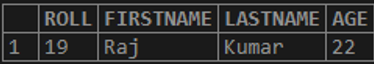 ROLL FIRSTNAME LASTNAME AGE
1 19 Raj Kumar 22